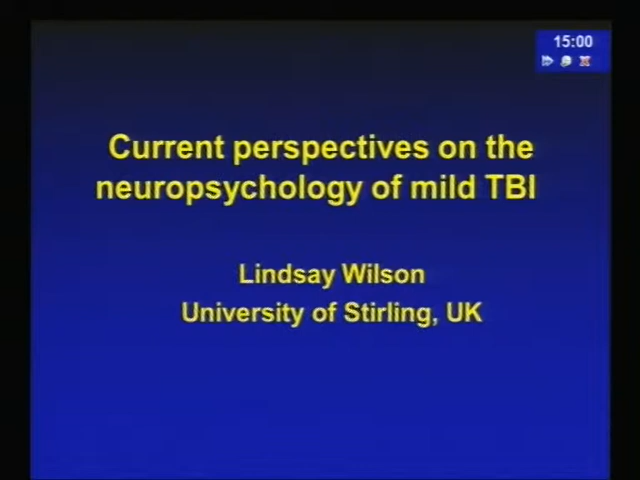 15:00
Current perspectives on the
neuropsychology of mild TBI
Lindsay Wilson
University of Stirling, UK